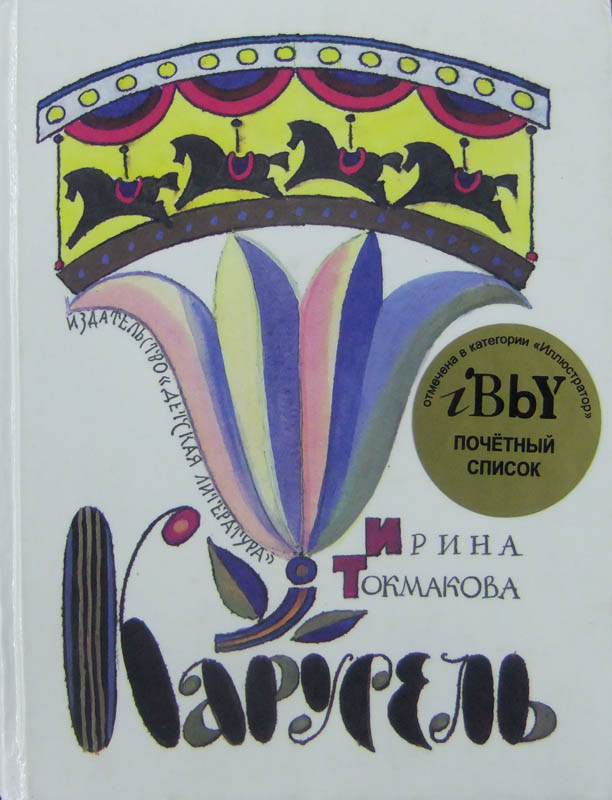 ИЗДАТЕЛЬСТВО «ДЕТСКАЯ ЛИТЕРАТУРА»
отмечена в категории «Иллюстратор»
iBbY
ПОЧЁТНЫЙ
СПИСОК
ИРИНА
ТОКМАКОВА
КАРУСЕЛЬ